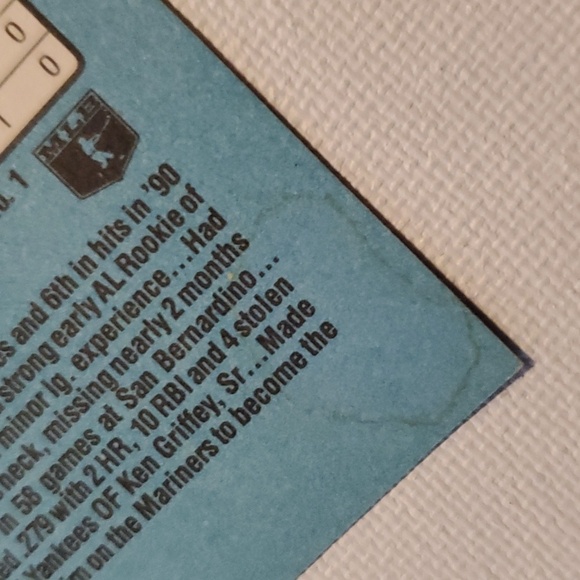 0 0
MLB
d. 1
s and 6th in hits in '90
strong early AL Rookie of
minor lg. experience...Had
neck, missing nearly 2 months
n 58 games at San Bernardino...
ed .279 with 2 HR, 10 RBI and 4 stolen
Yankees OF Ken Griffey, Sr...Made
m on the Mariners to become the